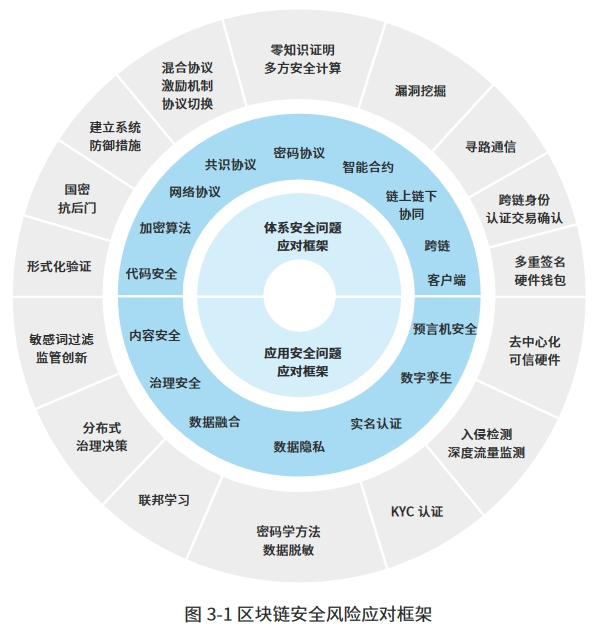 零知识证明
多方安全计算
混合协议
激励机制
协议切换
漏洞挖掘
建立系统
防御措施
寻路通信
国密
抗后门
跨链身份
认证交易确认
形式化验证
多重签名
硬件钱包
密码协议
共识协议
智能合约
网络协议
链上链下
协同
加密算法
跨链
代码安全
客户端
体系安全问题
应对框架
应用安全问题
应对框架
内容安全
预言机安全
治理安全
数字孪生
数据融合
实名认证
数据隐私
敏感词过滤
监管创新
去中心化
可信硬件
分布式
治理决策
入侵检测
深度流量监测
联邦学习
KYC 认证
密码学方法
数据脱敏
图 3-1 区块链安全风险应对框架